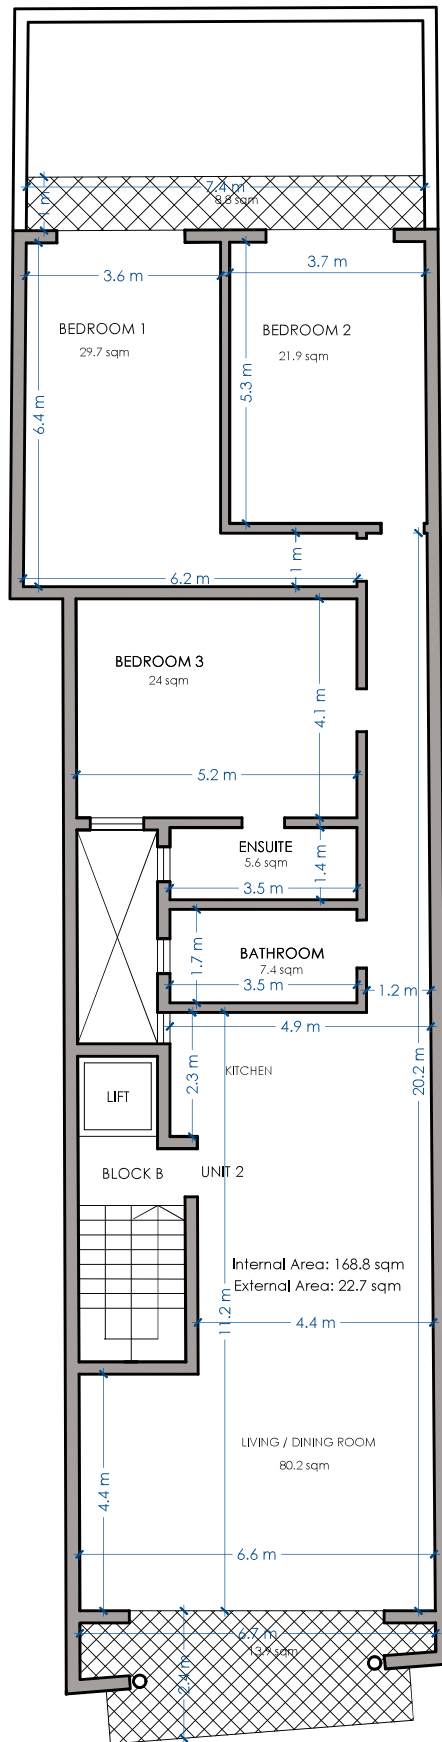 7.4 m
8.8 sqm
1 m
3.6 m
3.7 m
BEDROOM 1
29.7 sqm
BEDROOM 2
21.9 sqm
5.3 m
6.4 m
1 m
6.2 m
BEDROOM 3
24 sqm
4.1 m
5.2 m
ENSUITE
5.6 sqm
1.4 m
3.5 m
1.7 m
BATHROOM
7.4 sqm
3.5 m
1.2 m
4.9 m
2.3 m
KITCHEN
20.2 m
LIFT
BLOCK B
UNIT 2
Internal Area: 168.8 sqm
External Area: 22.7 sqm
11.2 m
4.4 m
LIVING / DINING ROOM
80.2 sqm
4.4 m
6.6 m
6.7 m
13.9 sqm
2.4 m